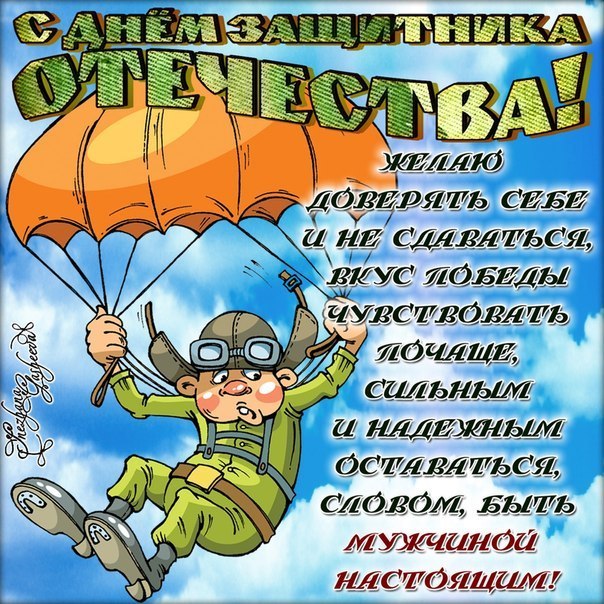 С ДНЁМ ЗАЩИТНИКА
ОТЕЧЕСТВА!
ЖЕЛАЮ
ДОВЕРЯТЬ СЕБЕ
И НЕ СДАВАТЬСЯ,
ВКУС ПОБЕДЫ
ЧУВСТВОВАТЬ
ПОЧАЩЕ,
СИЛЬНЫМ
И НАДЕЖНЫМ
ОСТАВАТЬСЯ,
СЛОВОМ, БЫТЬ
МУЖЧИНОЙ
НАСТОЯЩИМ!